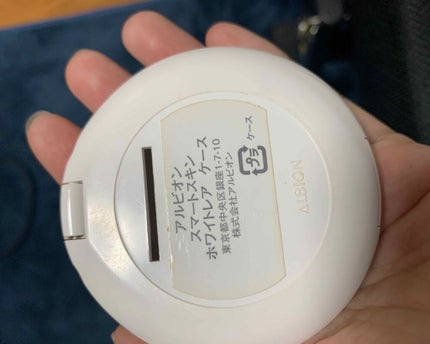 アルビオン
スマートスキン
ホワイトレア ケース
東京都中央区銀座1-7-10
株式会社アルビオン
プラ
ケース
ALBION